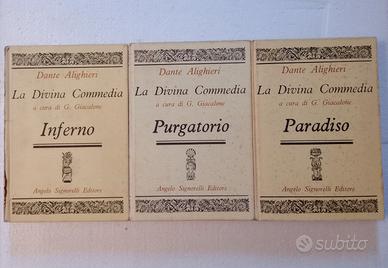 Dante Alighieri
La Divina Commedia
a cura di G. Giacalone
Inferno
Angelo Signorelli Editore
Dante Alighieri
La Divina Commedia
a cura di G. Giacalone
Purgatorio
Angelo Signorelli Editore
Dante Alighieri
La Divina Commedia
a cura di G. Giacalone
Paradiso
Angelo Signorelli Editore
subito